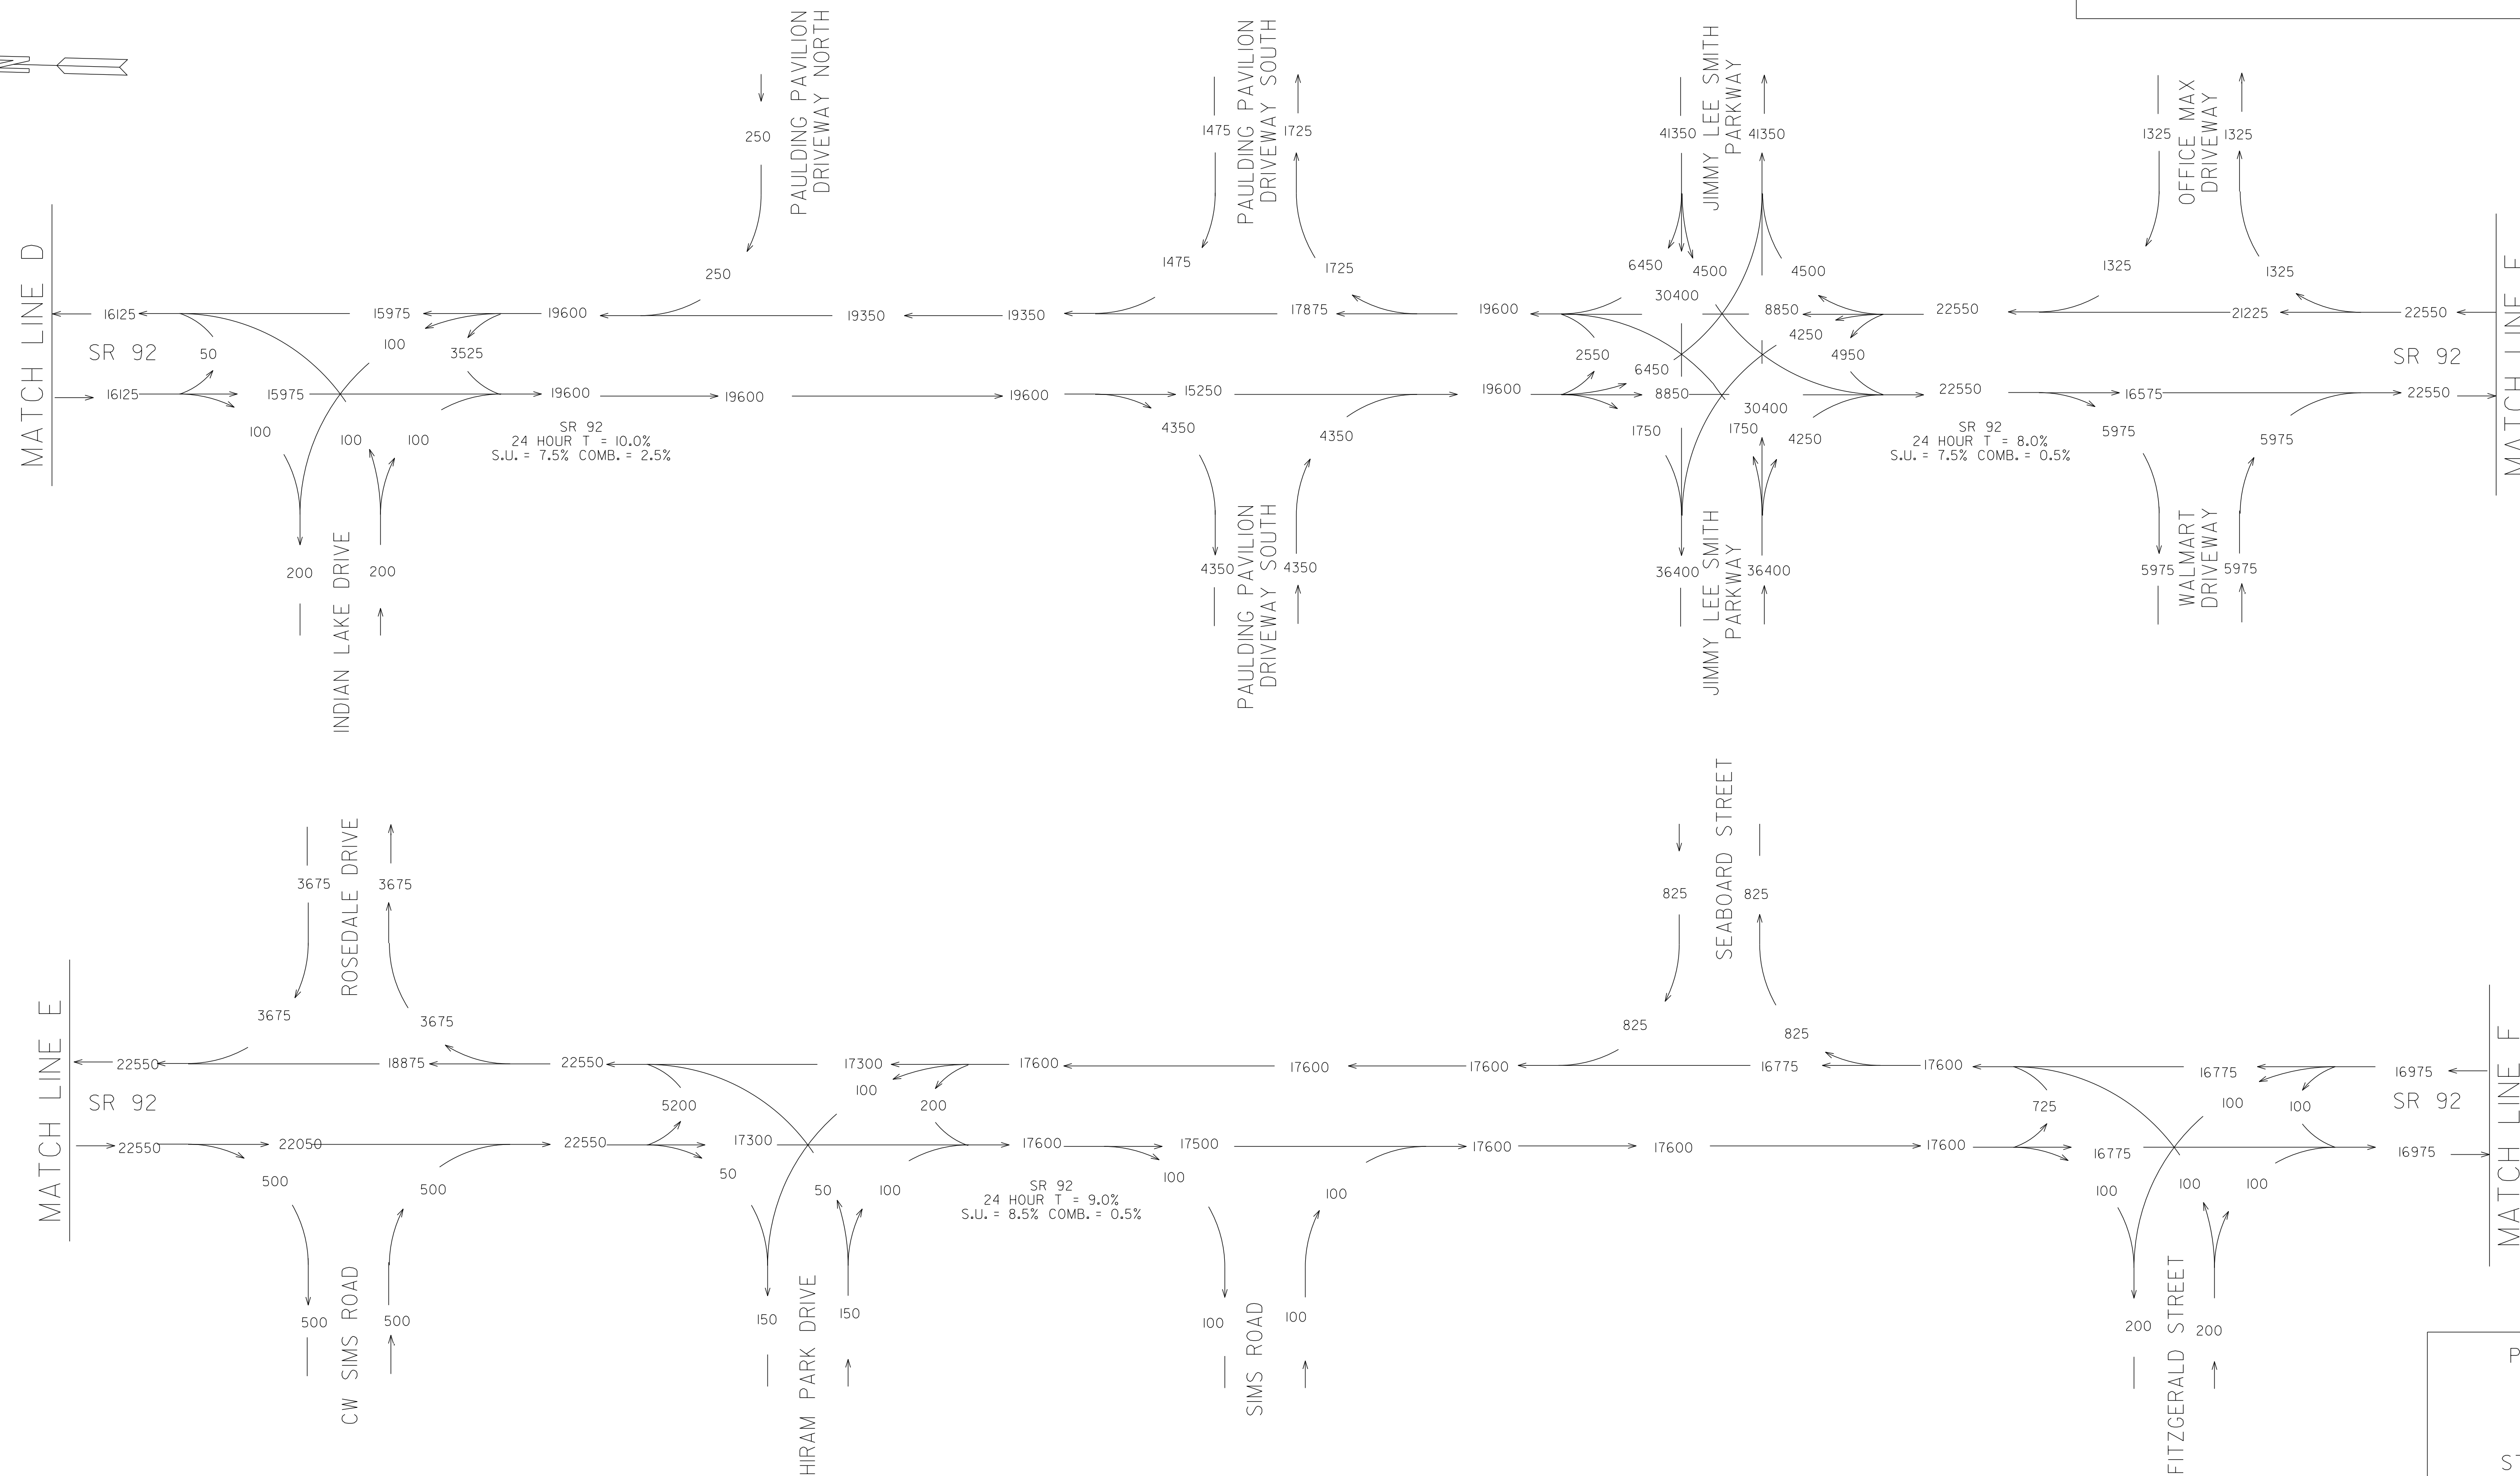 N
MATCH LINE D
SR 92
16125
16125
50
100
15975
15975
100
3525
100
100
200
200
INDIAN LAKE DRIVE
19600
19600
SR 92
24 HOUR T = 10.0%
S.U. = 7.5% COMB. = 2.5%
250
250
PAULDING PAVILION
DRIVEWAY NORTH
19600
19350
19350
19600
1475
1725
PAULDING PAVILION
DRIVEWAY SOUTH
1475
1725
17875
15250
4350
4350
4350
4350
PAULDING PAVILION
DRIVEWAY SOUTH
19600
19600
41350
41350
JIMMY LEE SMITH
PARKWAY
6450
4500
4500
30400
8850
4250
2550
4950
6450
8850
30400
1750
1750
4250
36400
36400
JIMMY LEE SMITH
PARKWAY
22550
22550
SR 92
24 HOUR T = 8.0%
S.U. = 7.5% COMB. = 0.5%
1325
1325
OFFICE MAX
DRIVEWAY
1325
1325
21225
16575
5975
5975
5975
5975
WALMART
DRIVEWAY
22550
22550
SR 92
MATCH LINE E
MATCH LINE E
SR 92
22550
22550
3675
3675
ROSEDALE DRIVE
3675
3675
18875
22050
500
500
500
500
CW SIMS ROAD
22550
22550
5200
17300
17300
100
200
50
50
100
150
150
HIRAM PARK DRIVE
17600
17600
SR 92
24 HOUR T = 9.0%
S.U. = 8.5% COMB. = 0.5%
17600
17500
100
100
100
100
SIMS ROAD
17600
17600
17600
825
825
SEABOARD STREET
825
825
16775
17600
17600
725
16775
16775
100
100
100
100
100
200
200
FITZGERALD STREET
16975
16975
SR 92
MATCH LINE F
P